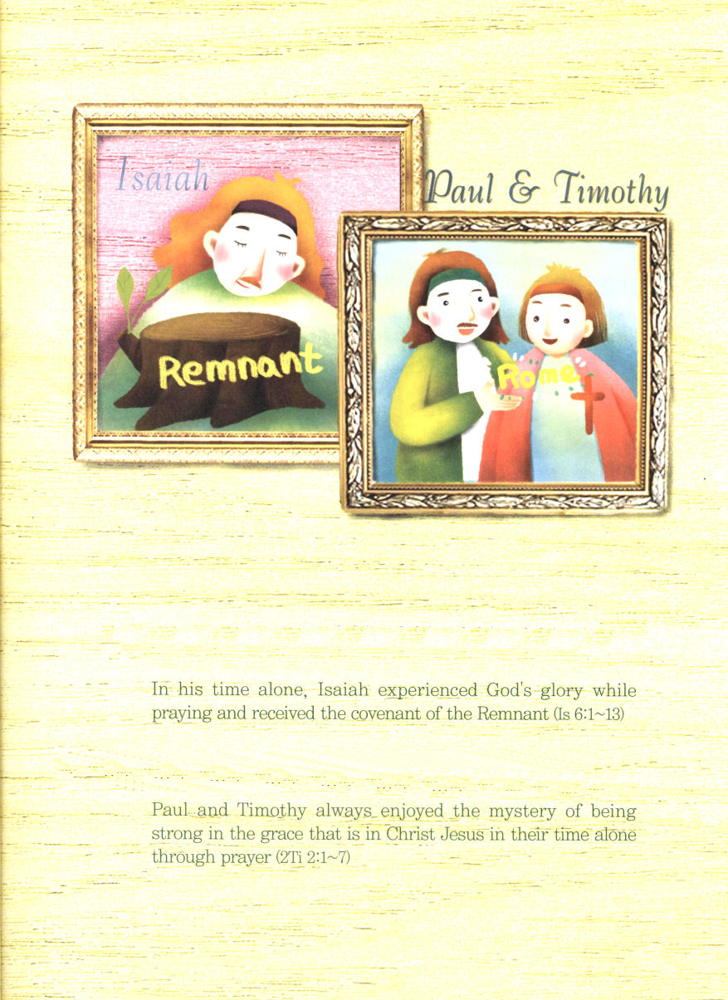 Isaiah
Paul & Timothy
Remnant
Rome
In his time alone, Isaiah experienced God's glory while
praying and received the covenant of the Remnant (Is 6:1~13)
Paul and Timothy always enjoyed the mystery of being
strong in the grace that is in Christ Jesus in their time alone
through prayer (2Ti 2:1~7)